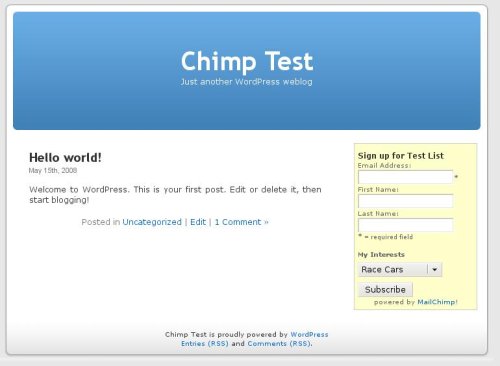 Chimp Test
Just another WordPress weblog
Hello world!
May 15th, 2008
Welcome to WordPress. This is your first post. Edit or delete it, then
start blogging!
Posted in Uncategorized | Edit | 1 Comment »
Sign up for Test List
Email Address:
*
First Name:
Last Name:
* = required field
My Interests
Race Cars
Subscribe
powered by MailChimp!
Chimp Test is proudly powered by WordPress
Entries (RSS) and Comments (RSS).